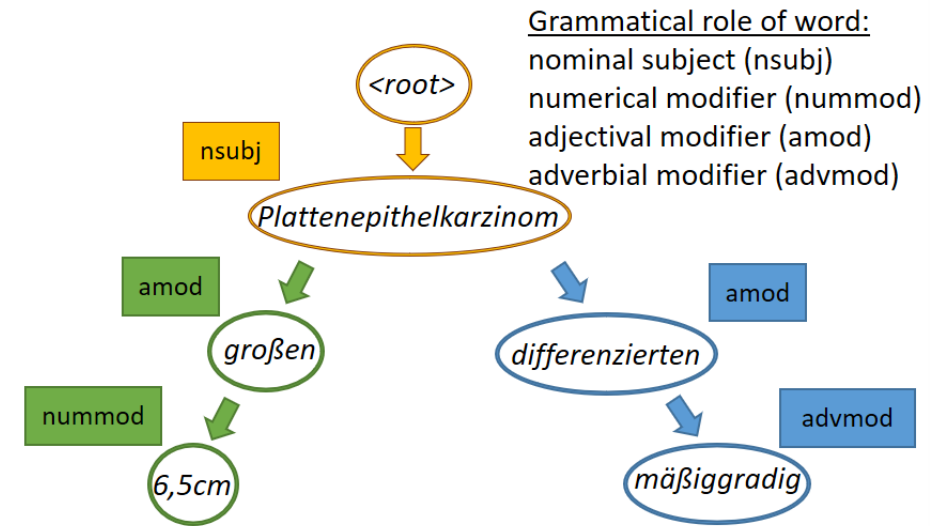 Grammatical role of word:
nominal subject (nsubj)
numerical modifier (nummod)
adjectival modifier (amod)
adverbial modifier (advmod)
<root>
nsubj
Plattenepithelkarzinom
amod
amod
großen
differenzierten
nummod
advmod
6,5cm
mäßiggradig